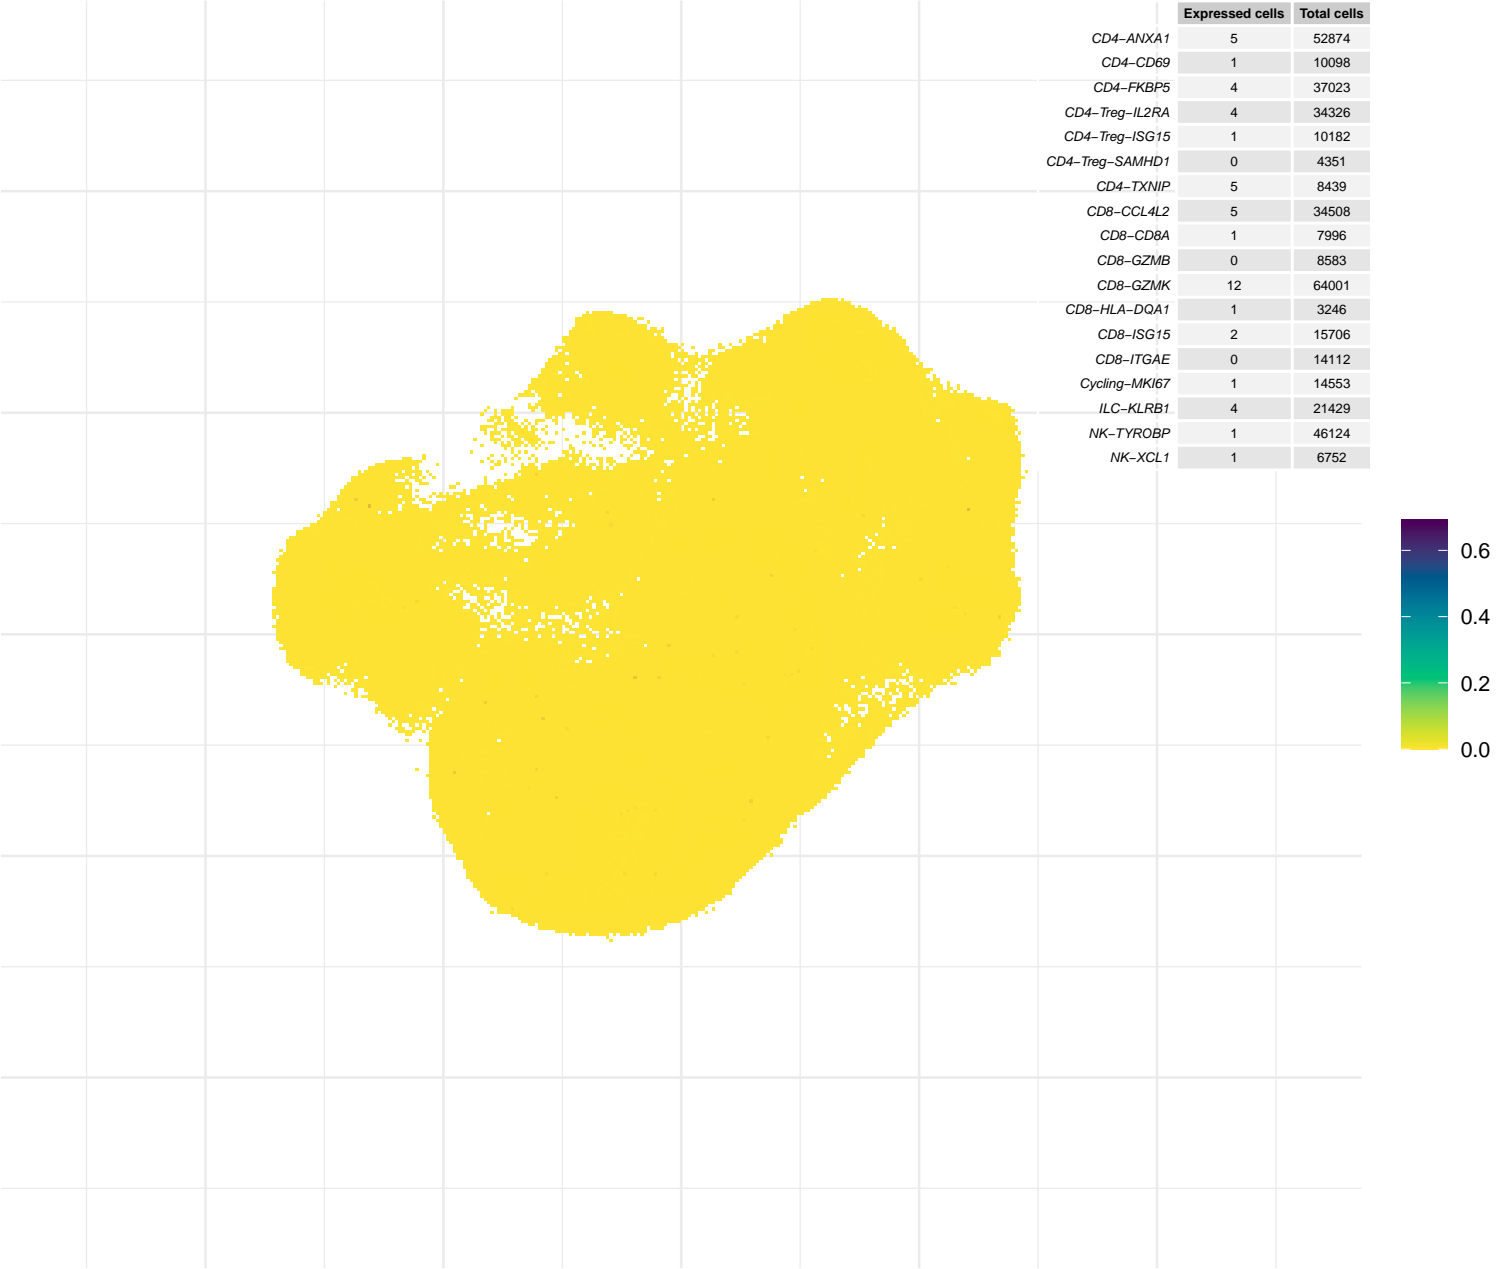 Expressed cells Total cells
CD4−ANXA1 5 52874
CD4−CD69 1 10098
CD4−FKBP5 4 37023
CD4−Treg−IL2RA 4 34326
CD4−Treg−ISG15 1 10182
CD4−Treg−SAMHD1 0 4351
CD4−TXNIP 5 8439
CD8−CCL4L2 5 34508
CD8−CD8A 1 7996
CD8−GZMB 0 8583
CD8−GZMK 12 64001
CD8−HLA−DQA1 1 3246
CD8−ISG15 2 15706
CD8−ITGAE 0 14112
Cycling−MKI67 1 14553
ILC−KLRB1 4 21429
NK−TYROBP 1 46124
NK−XCL1 1 6752
0.6
0.4
0.2
0.0